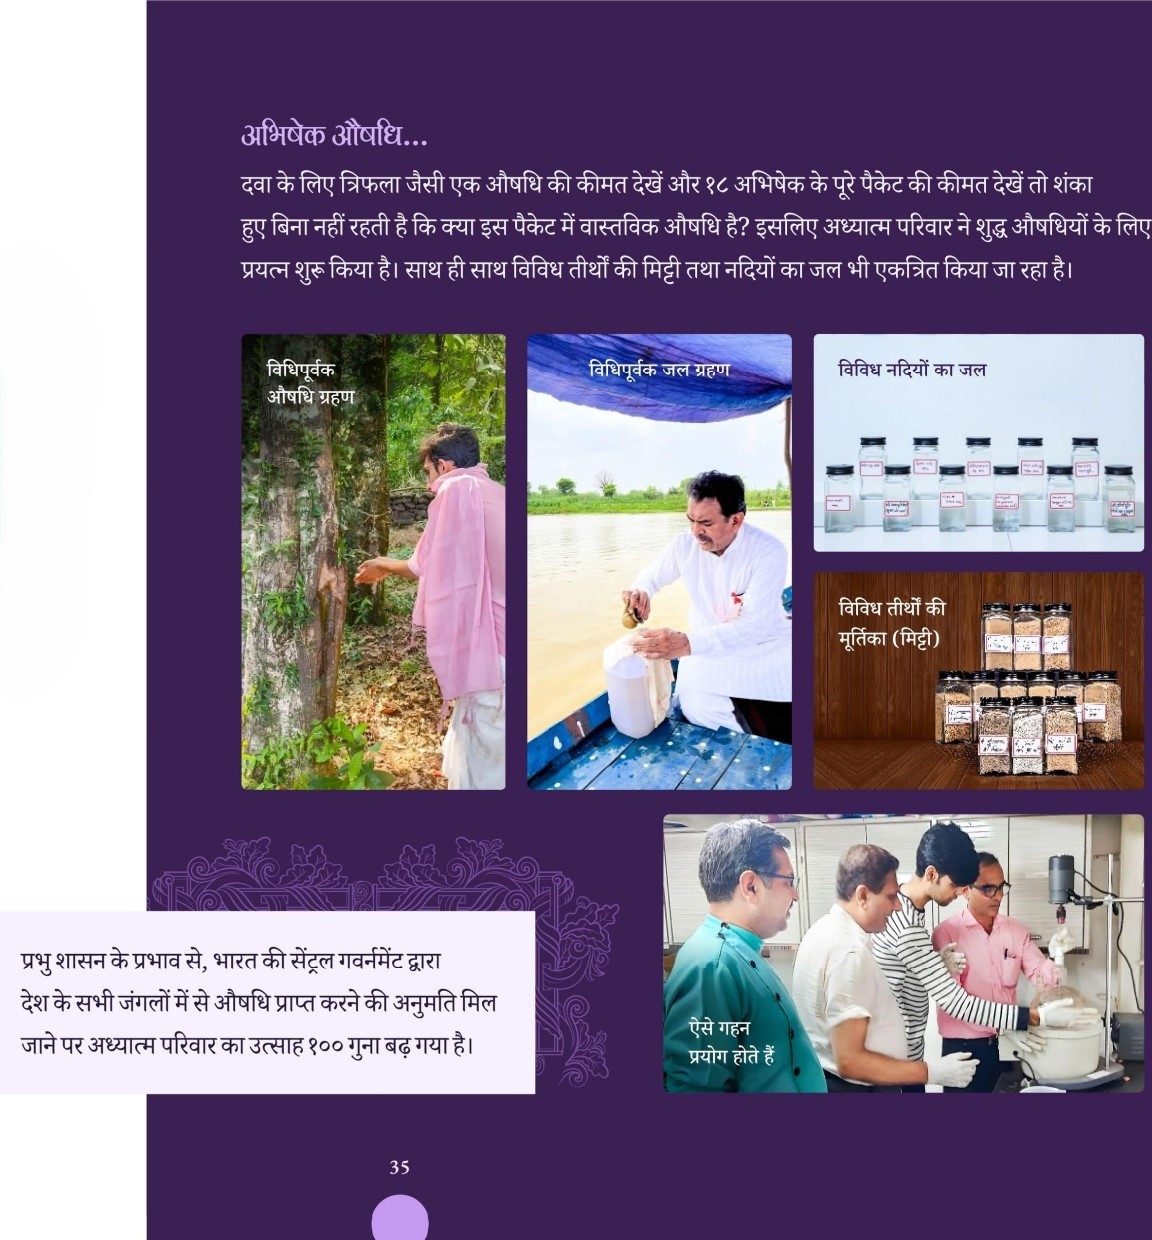 अभिषेक औषधि...
दवा के लिए त्रिफला जैसी एक औषधि की कीमत देखें और १८ अभिषेक के पूरे पैकेट की कीमत देखें तो शंका
हुए बिना नहीं रहती है कि क्या इस पैकेट में वास्तविक औषधि है? इसलिए अध्यात्म परिवार ने शुद्ध औषधियों के लिए
प्रयत्न शुरू किया है। साथ ही साथ विविध तीर्थों की मिट्टी तथा नदियों का जल भी एकत्रित किया जा रहा है।
विधिपूर्वक
औषधि ग्रहण
विधिपूर्वक जल ग्रहण
विविध नदियों का जल
विविध तीर्थों की
मूर्तिका (मिट्टी)
प्रभु शासन के प्रभाव से, भारत की सेंट्रल गवर्नमेंट द्वारा
देश के सभी जंगलों में से औषधि प्राप्त करने की अनुमति मिल
जाने पर अध्यात्म परिवार का उत्साह १०० गुना बढ़ गया है।
ऐसे गहन
प्रयोग होते हैं
35